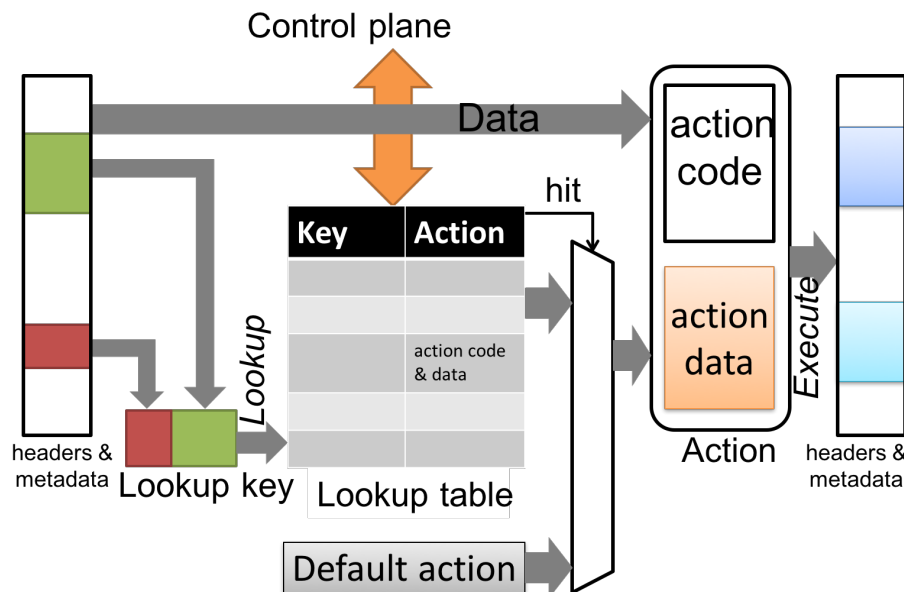 Control plane
Data
action
code
hit
Key
Action
action code
& data
Lookup
action
data
Execute
headers &
metadata
Lookup key
Lookup table
Action
headers &
metadata
Default action